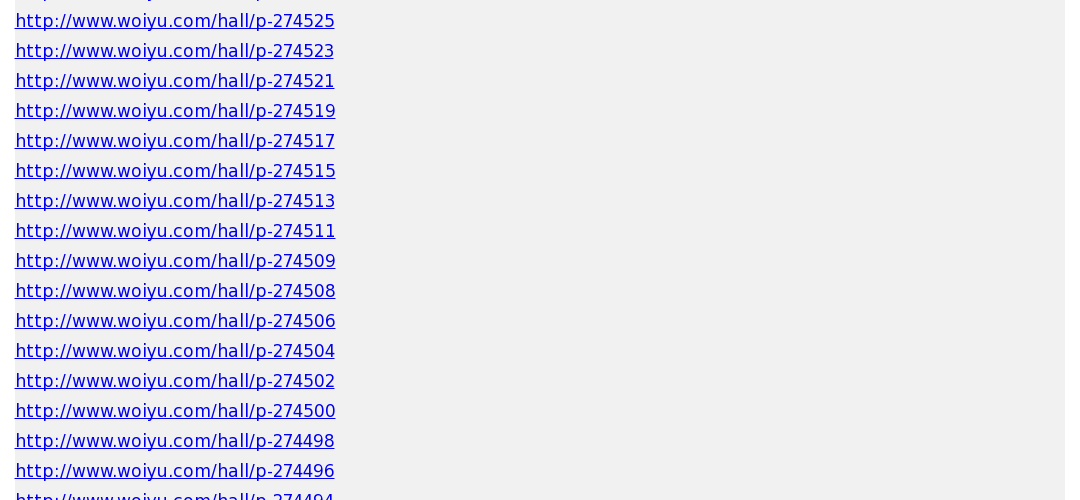 http://www.woiyu.com/hall/p-274525
http://www.woiyu.com/hall/p-274523
http://www.woiyu.com/hall/p-274521
http://www.woiyu.com/hall/p-274519
http://www.woiyu.com/hall/p-274517
http://www.woiyu.com/hall/p-274515
http://www.woiyu.com/hall/p-274513
http://www.woiyu.com/hall/p-274511
http://www.woiyu.com/hall/p-274509
http://www.woiyu.com/hall/p-274508
http://www.woiyu.com/hall/p-274506
http://www.woiyu.com/hall/p-274504
http://www.woiyu.com/hall/p-274502
http://www.woiyu.com/hall/p-274500
http://www.woiyu.com/hall/p-274498
http://www.woiyu.com/hall/p-274496
http://www.woiyu.com/hall/p-274494